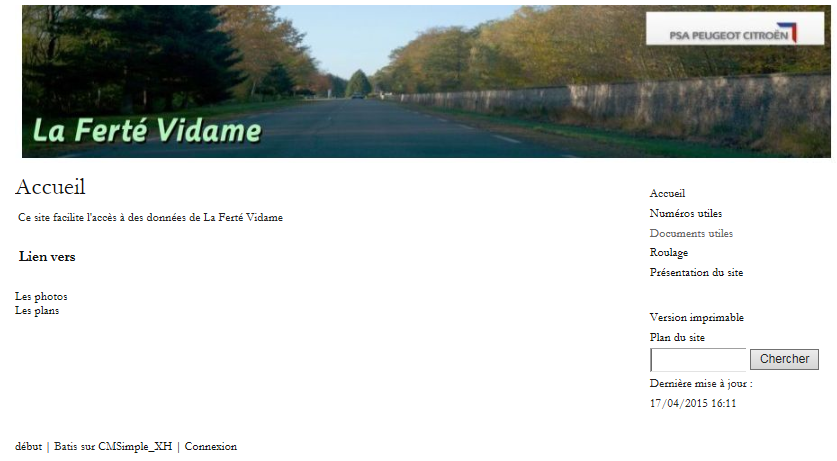 PSA PEUGEOT CITROËN
La Ferté Vidame
Accueil
Ce site facilite l'accès à des données de La Ferté Vidame
Lien vers
Les photos
Les plans
Accueil
Numéros utiles
Documents utiles
Roulage
Présentation du site
Version imprimable
Plan du site
Chercher
Dernière mise à jour :
17/04/2015 16:11
début | Batis sur CMSimple_XH | Connexion